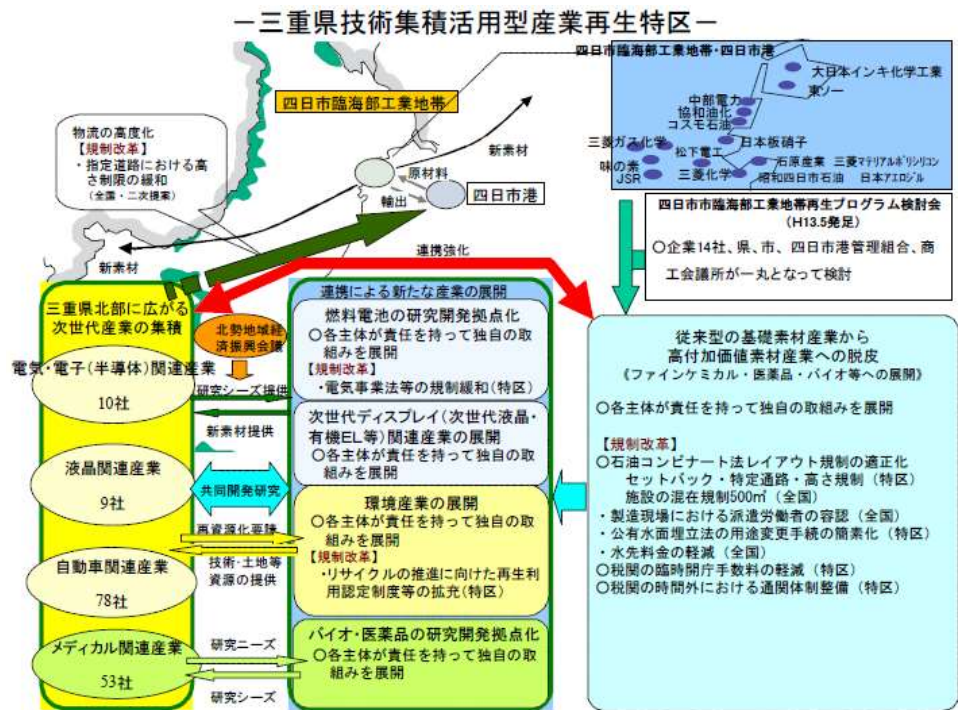 －三重県技術集積活用型産業再生特区－
四日市臨海部工業地帯・四日市港
大日本インキ化学工業
東ソー
中部電力
協和油化
コスモ石油
三菱ガス化学
日本板硝子
松下電工
味の素
石原産業
三菱マテリアルポリシリコン
JSR
三菱化学
昭和四日市石油
日本アエロジル
四日市臨海部工業地帯
物流の高度化
【規制改革】
・指定道路における高
さ制限の緩和
（全国・二次提案）
新素材
原材料
輸出
四日市港
新素材
連携強化
四日市市臨海部工業地帯再生プログラム検討会
（H13.5発足）
○企業14社、県、市、四日市港管理組合、商
工会議所が一丸となって検討
三重県北部に広がる
次世代産業の集積
電気・電子（半導体）関連産業
10社
液晶関連産業
9社
自動車関連産業
78社
メディカル関連産業
53社
北勢地域経
済振興会議
研究シーズ提供
新素材提供
共同開発研究
再資源化要請
技術・土地等
資源の提供
研究ニーズ
研究シーズ
連携による新たな産業の展開
燃料電池の研究開発拠点化
○各主体が責任を持って独自の取
組みを展開
【規制改革】
・電気事業法等の規制緩和（特区）
次世代ディスプレイ（次世代液晶・
有機EL等）関連産業の展開
○各主体が責任を持って独自の取
組みを展開
環境産業の展開
○各主体が責任を持って独自の取
組みを展開
【規制改革】
・リサイクルの推進に向けた再生利
用認定制度等の拡充（特区）
バイオ・医薬品の研究開発拠点化
○各主体が責任を持って独自の取
組みを展開
従来型の基礎素材産業から
高付加価値素材産業への脱皮
《ファインケミカル・医薬品・バイオ等への展開》
○各主体が責任を持って独自の取組みを展開
【規制改革】
○石油コンビナート法レイアウト規制の適正化
セットバック・特定通路・高さ規制（特区）
施設の混在規制500㎡（全国）
・製造現場における派遣労働者の容認（全国）
・公有水面埋立法の用途変更手続の簡素化（特区）
・水先料金の軽減（全国）
○税関の臨時開庁手数料の軽減（特区）
○税関の時間外における通関体制整備（特区）